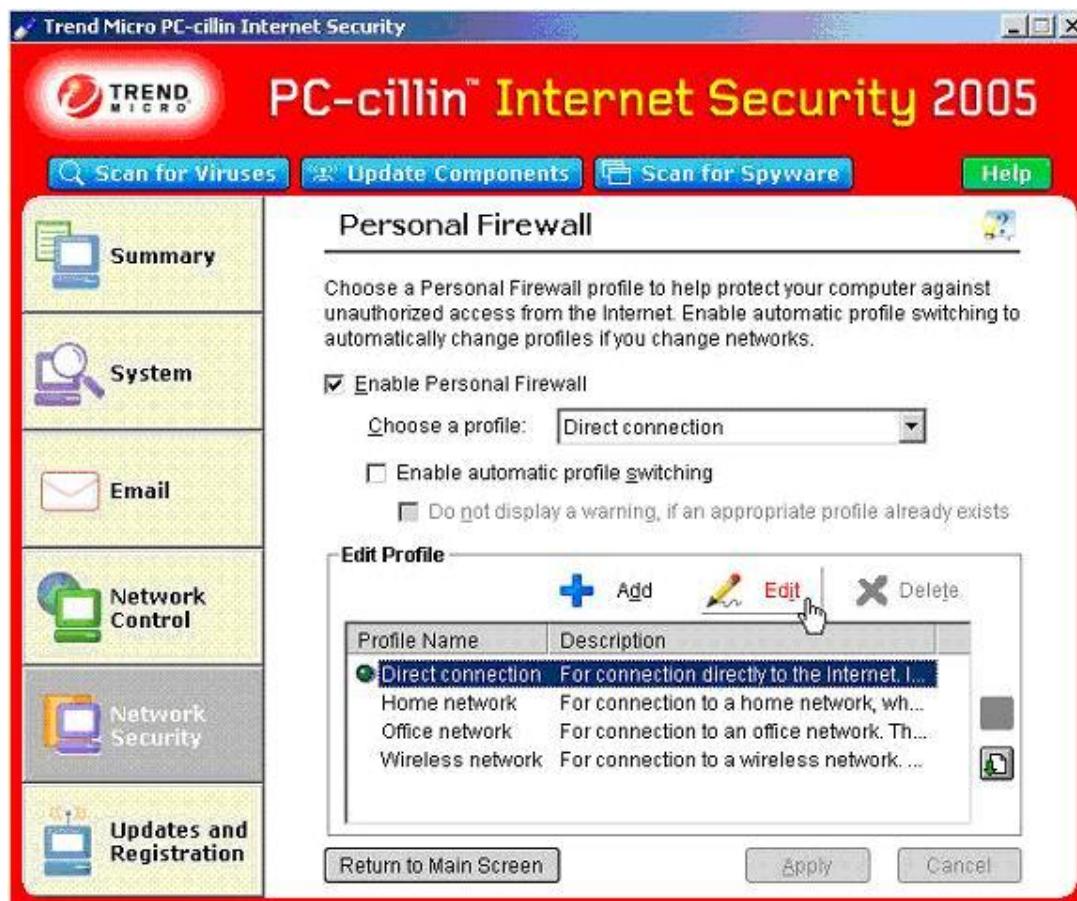 Trend Micro PC-cillin Internet Security
TREND MICRO
PC-cillin™ Internet Security 2005
Scan for Viruses
Update Components
Scan for Spyware
Help
Summary
System
Email
Network
Control
Network
Security
Updates and
Registration
Personal Firewall
Choose a Personal Firewall profile to help protect your computer against
unauthorized access from the Internet. Enable automatic profile switching to
automatically change profiles if you change networks.
Enable Personal Firewall
Choose a profile: Direct connection
Enable automatic profile switching
Do not display a warning, if an appropriate profile already exists
Edit Profile
Add Edit Delete
Profile Name Description
Direct connection For connection directly to the Internet. I...
Home network For connection to a home network, wh...
Office network For connection to an office network. Th...
Wireless network For connection to a wireless network. ...
Return to Main Screen
Apply
Cancel